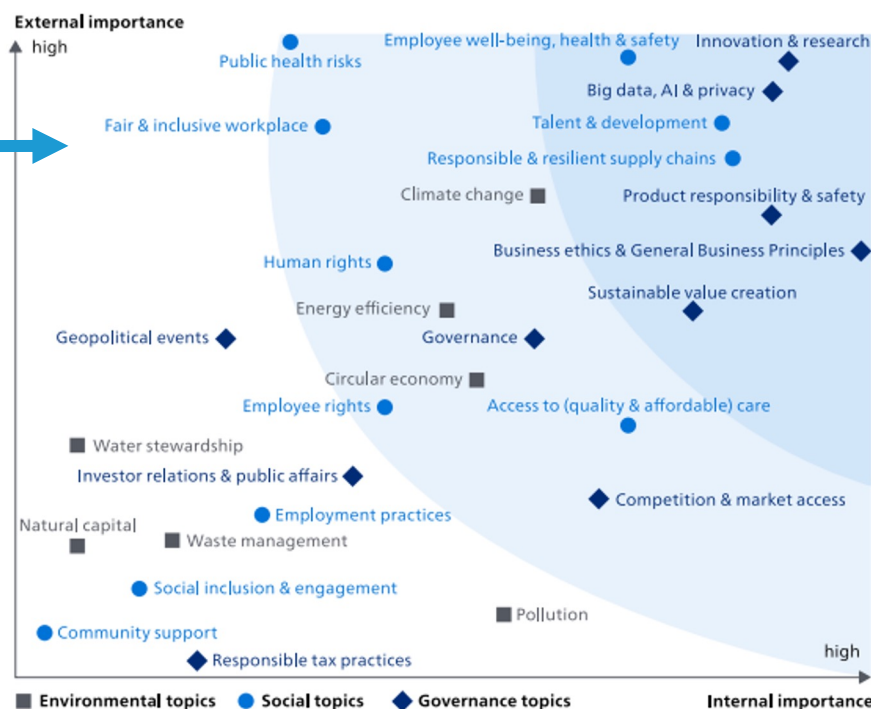 External importance
high
Employee well-being, health & safety
Innovation & research
Public health risks
Big data, AI & privacy
Fair & inclusive workplace
Talent & development
Responsible & resilient supply chains
Climate change
Product responsibility & safety
Business ethics & General Business Principles
Human rights
Sustainable value creation
Energy efficiency
Geopolitical events
Governance
Circular economy
Employee rights
Access to (quality & affordable) care
Water stewardship
Investor relations & public affairs
Competition & market access
Employment practices
Natural capital
Waste management
Social inclusion & engagement
Pollution
Community support
high
Responsible tax practices
Environmental topics
Social topics
Governance topics
Internal importance